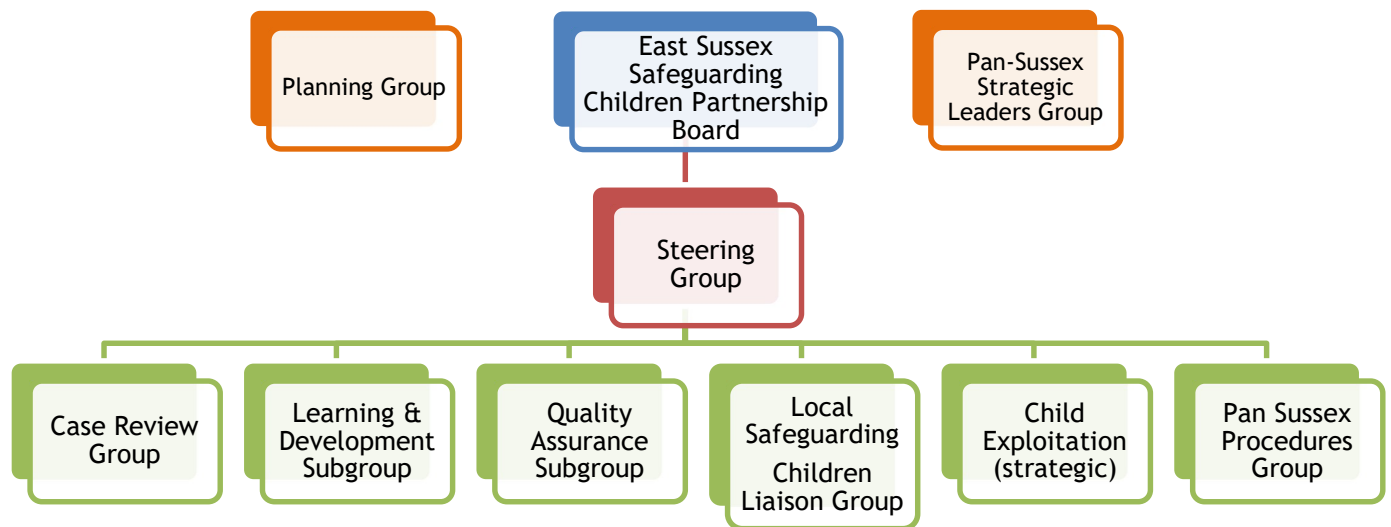 Planning Group
East Sussex
Safeguarding
Children Partnership
Board
Pan-Sussex
Strategic
Leaders Group
Steering
Group
Case Review
Group
Learning &
Development
Subgroup
Quality
Assurance
Subgroup
Local
Safeguarding
Children
Liaison Group
Child
Exploitation
(strategic)
Pan Sussex
Procedures
Group